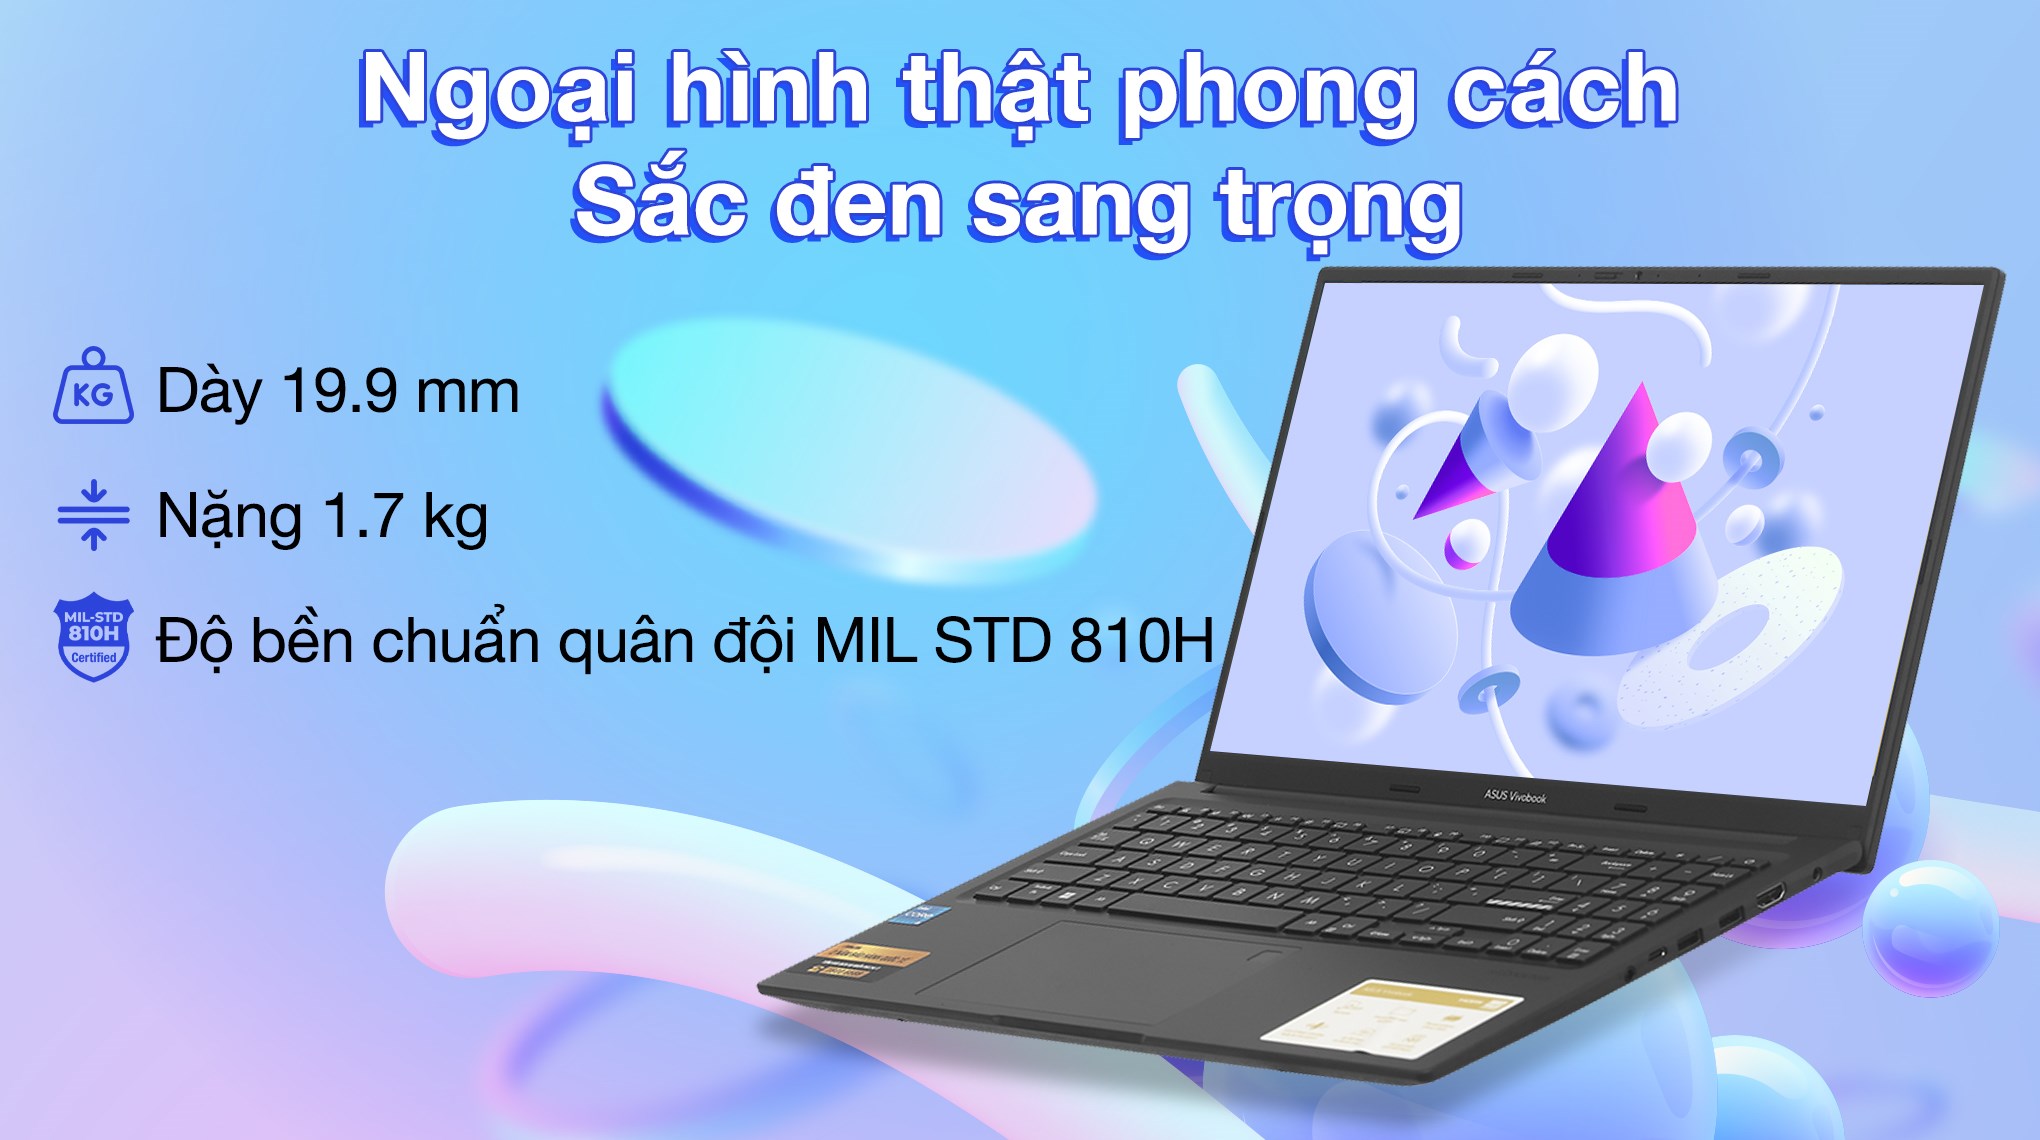 Ngoại hình thật phong cách
Sắc đen sang trọng
KG Dày 19.9 mm
Nặng 1.7 kg
MIL-STD
810H
Certified
Độ bền chuẩn quân đội MIL STD 810H
ASUS Vivobook
CORE